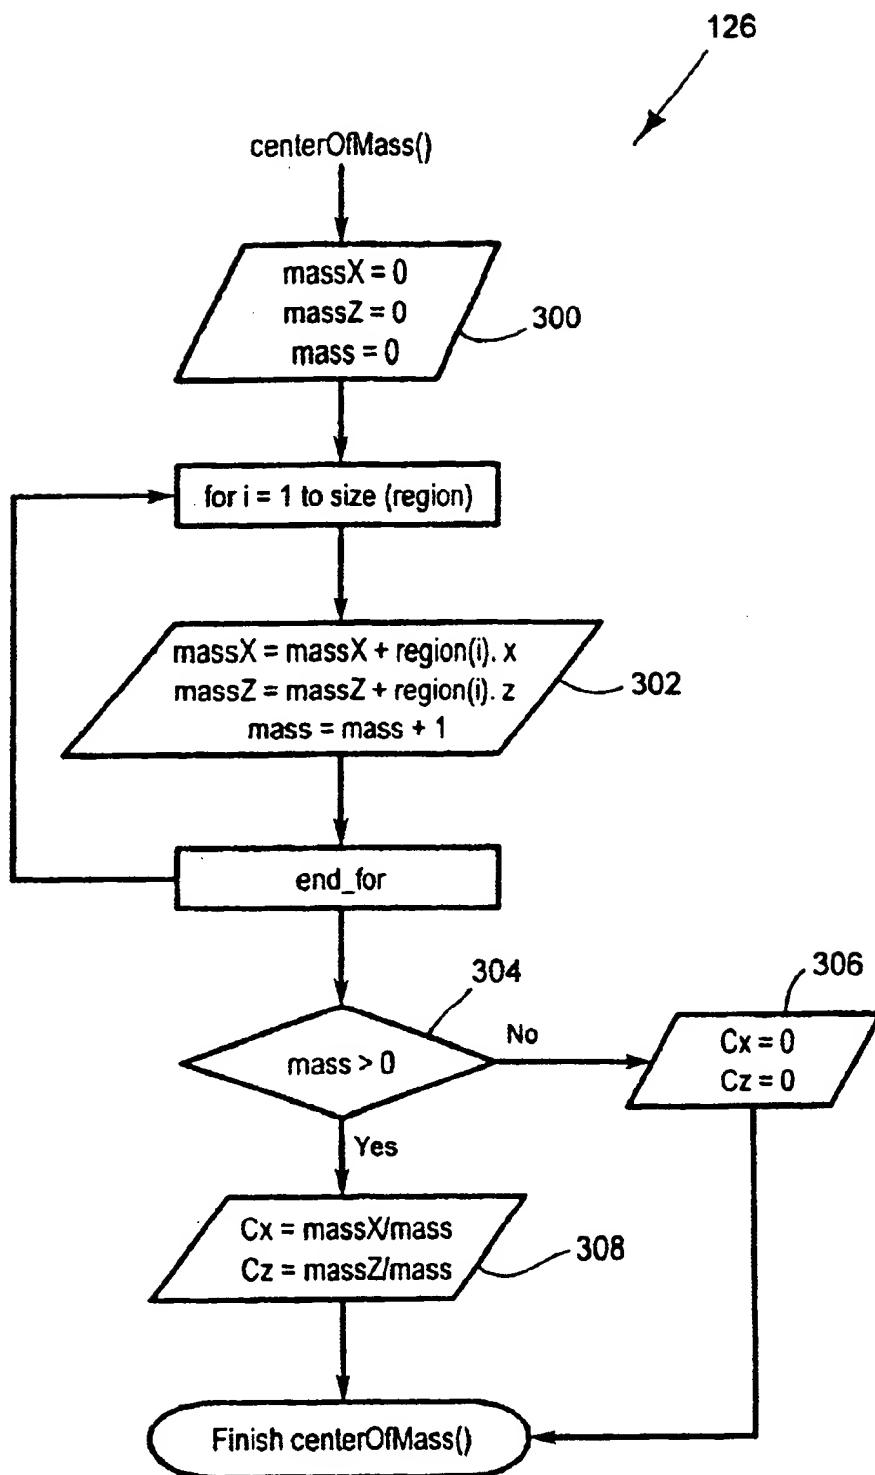 126
centerOfMass()
massX = 0
massZ = 0
mass = 0
300
for i = 1 to size (region)
massX = massX + region(i). x
massZ = massZ + region(i). z
mass = mass + 1
302
end_for
304
mass > 0
No
306
Cx = 0
Cz = 0
Yes
Cx = massX/mass
Cz = massZ/mass
308
Finish centerOfMass()